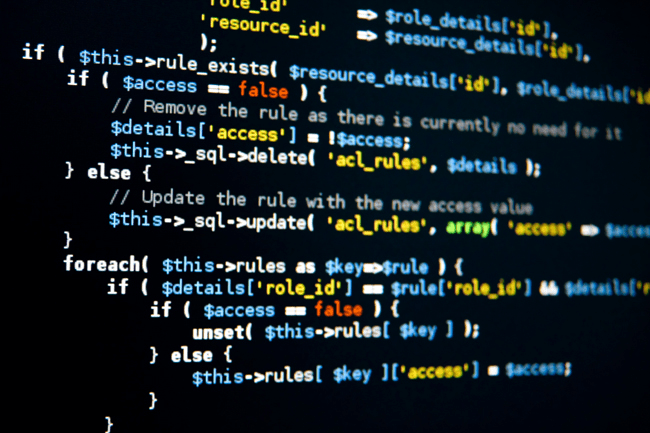 'role_id' => $role_details['id'],
'resource_id' => $resource_details['id'],
);
if ( $this->rule_exists( $resource_details['id'], $role_details['id
if ( $access == false ) {
// Remove the rule as there is currently no need for it
$details['access'] = !$access;
$this->_sql->delete( 'acl_rules', $details );
} else {
// Update the rule with the new access value
$this->_sql->update( 'acl_rules', array( 'access' => $access
}
foreach( $this->rules as $key=>$rule ) {
if ( $details['role_id'] == $rule['role_id'] && $details['r
if ( $access == false ) {
unset( $this->rules[ $key ] );
} else {
$this->rules[ $key ]['access'] = $access;
}
}